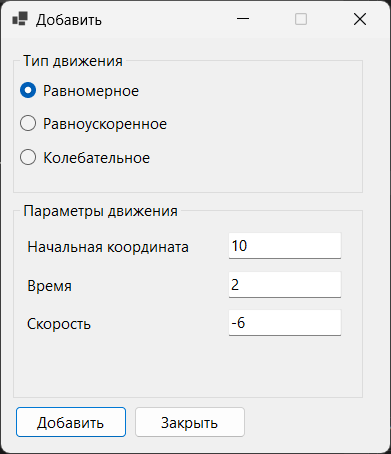 Добавить
Тип движения
Равномерное
Равноускоренное
Колебательное
Параметры движения
Начальная координата 10
Время 2
Скорость -6
Добавить Закрыть